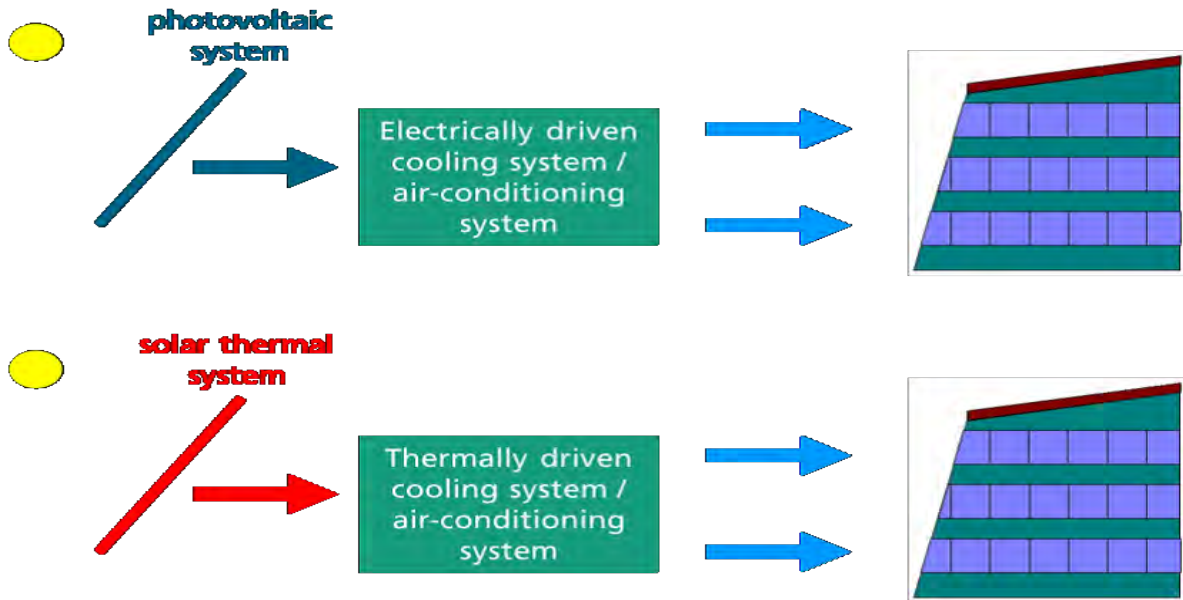 photovoltaic
system
Electrically driven
cooling system /
air-conditioning
system
solar thermal
system
Thermally driven
cooling system /
air-conditioning
system